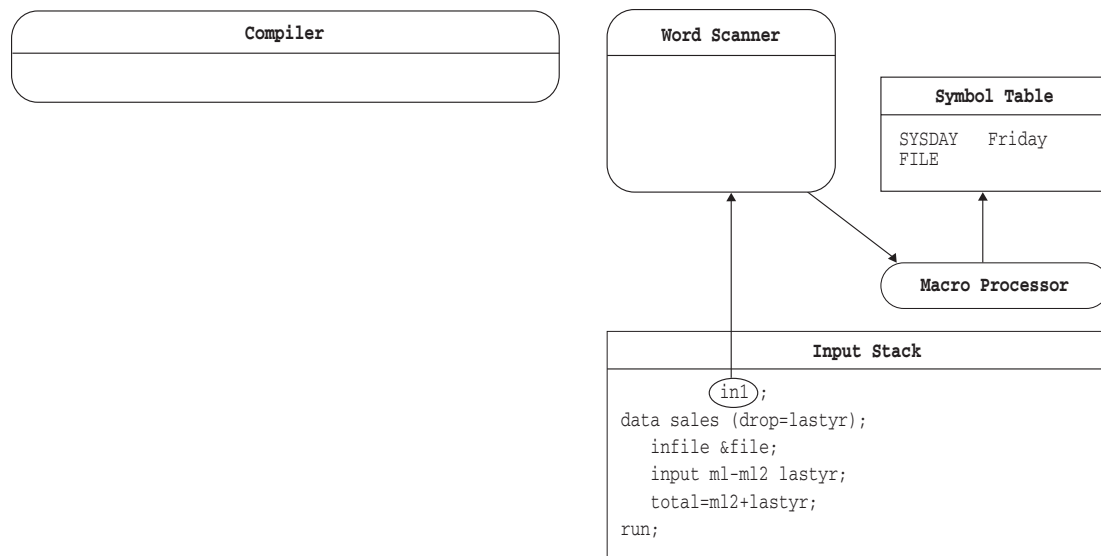 Compiler
Word Scanner
Symbol Table
SYSDAY Friday
FILE
Macro Processor
Input Stack
in1;
data sales (drop=lastyr);
infile &file;
input ml-ml2 lastyr;
total=ml2+lastyr;
run;